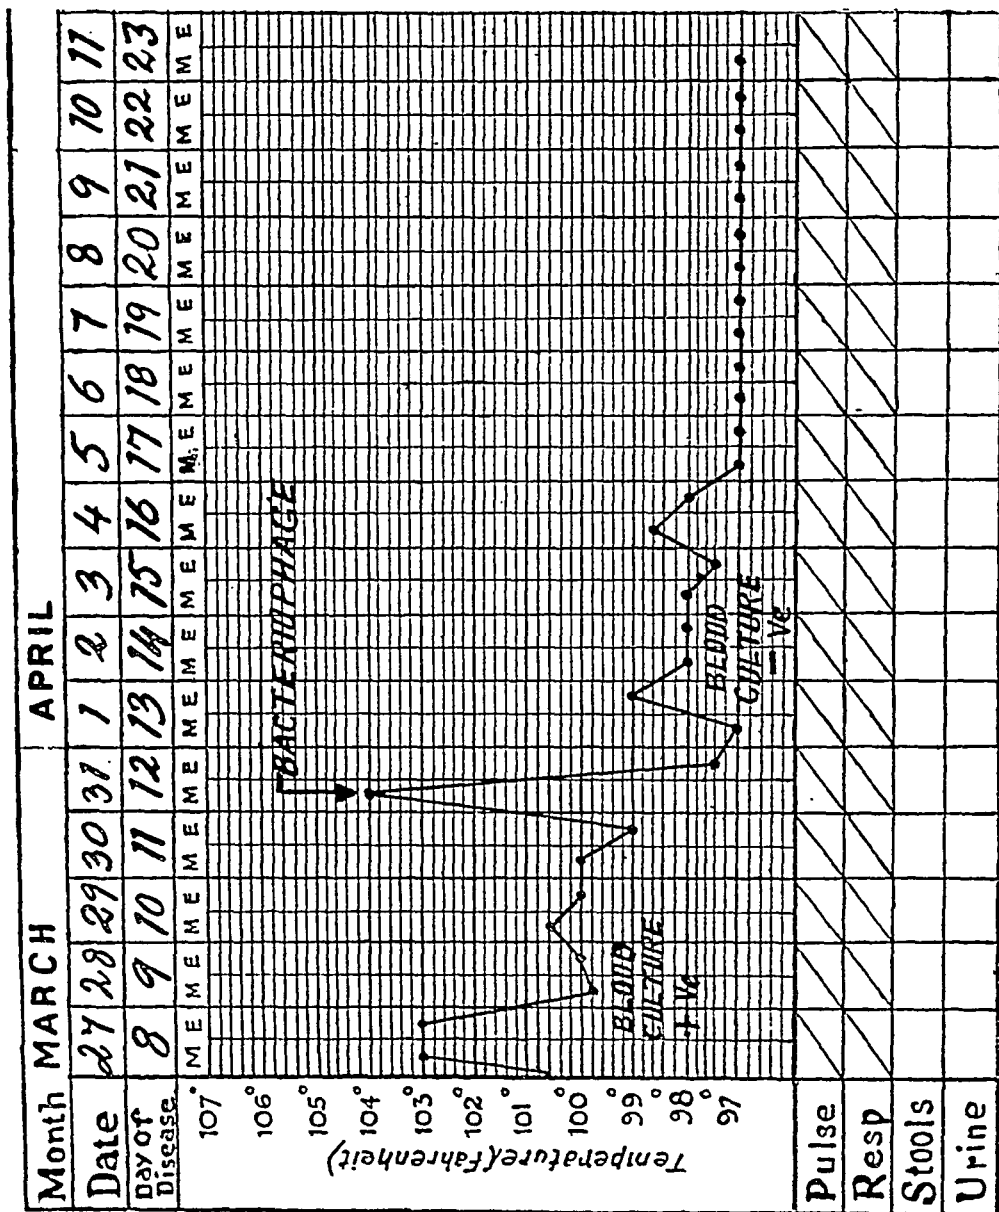 Month MARCH APRIL
Date 27 28 29 30 31 1 2 3 4 5 6 7 8 9 10 11
Day of Disease 8 9 10 11 12 13 14 15 16 17 18 19 20 21 22 23
M E M E M E M E M E M E M E M E M E M E M E M E M E M E M E M E
107°
106°
105°
104°
103°
102°
101°
100°
99°
98°
97°
Temperature (Fahrenheit)
BACTERIOPHAGE
BLOOD
CULTURE
+ Ve
BLOOD
CULTURE
- Ve
Pulse
Resp
Stools
Urine